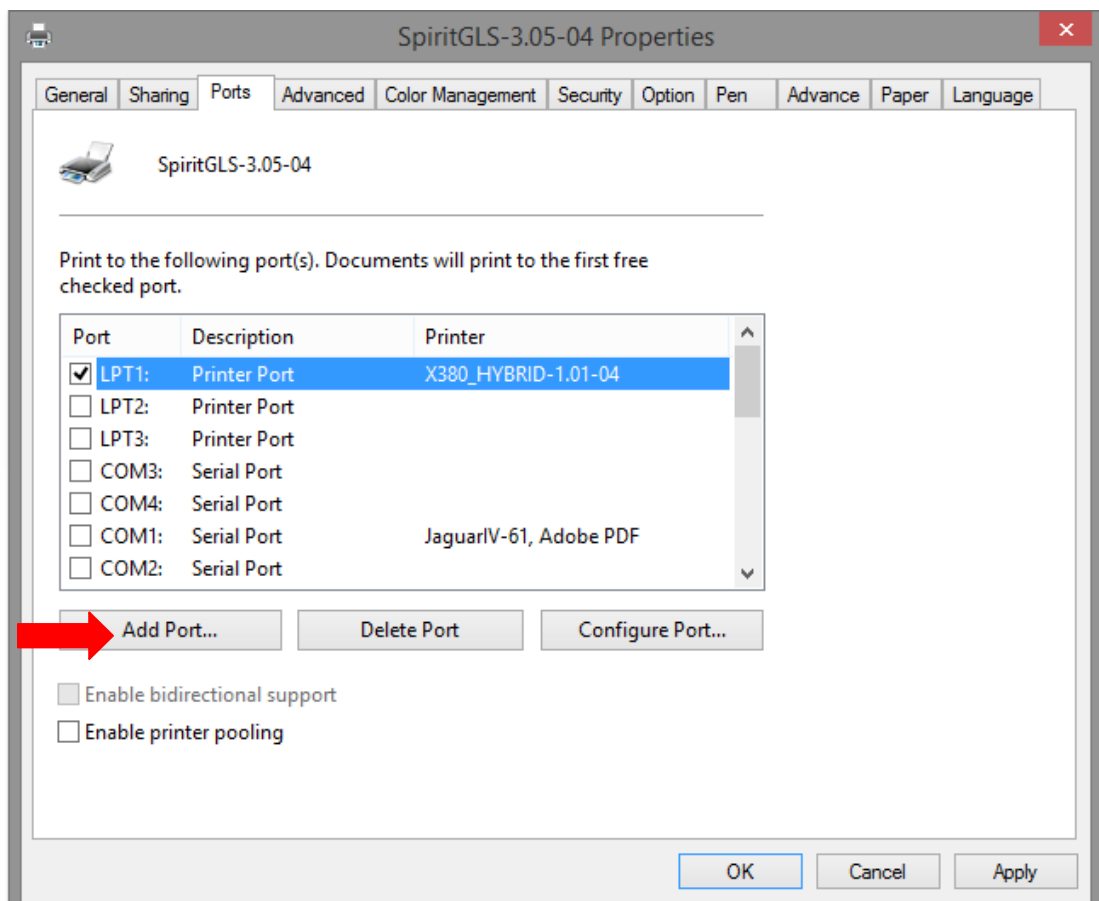 SpiritGLS-3.05-04 Properties
General Sharing Ports Advanced Color Management Security Option Pen Advance Paper Language
SpiritGLS-3.05-04
Print to the following port(s). Documents will print to the first free
checked port.
Port Description Printer
LPT1: Printer Port X380_HYBRID-1.01-04
LPT2: Printer Port
LPT3: Printer Port
COM3: Serial Port
COM4: Serial Port
COM1: Serial Port JaguarIV-61, Adobe PDF
COM2: Serial Port
Add Port... Delete Port Configure Port...
Enable bidirectional support
Enable printer pooling
OK Cancel Apply